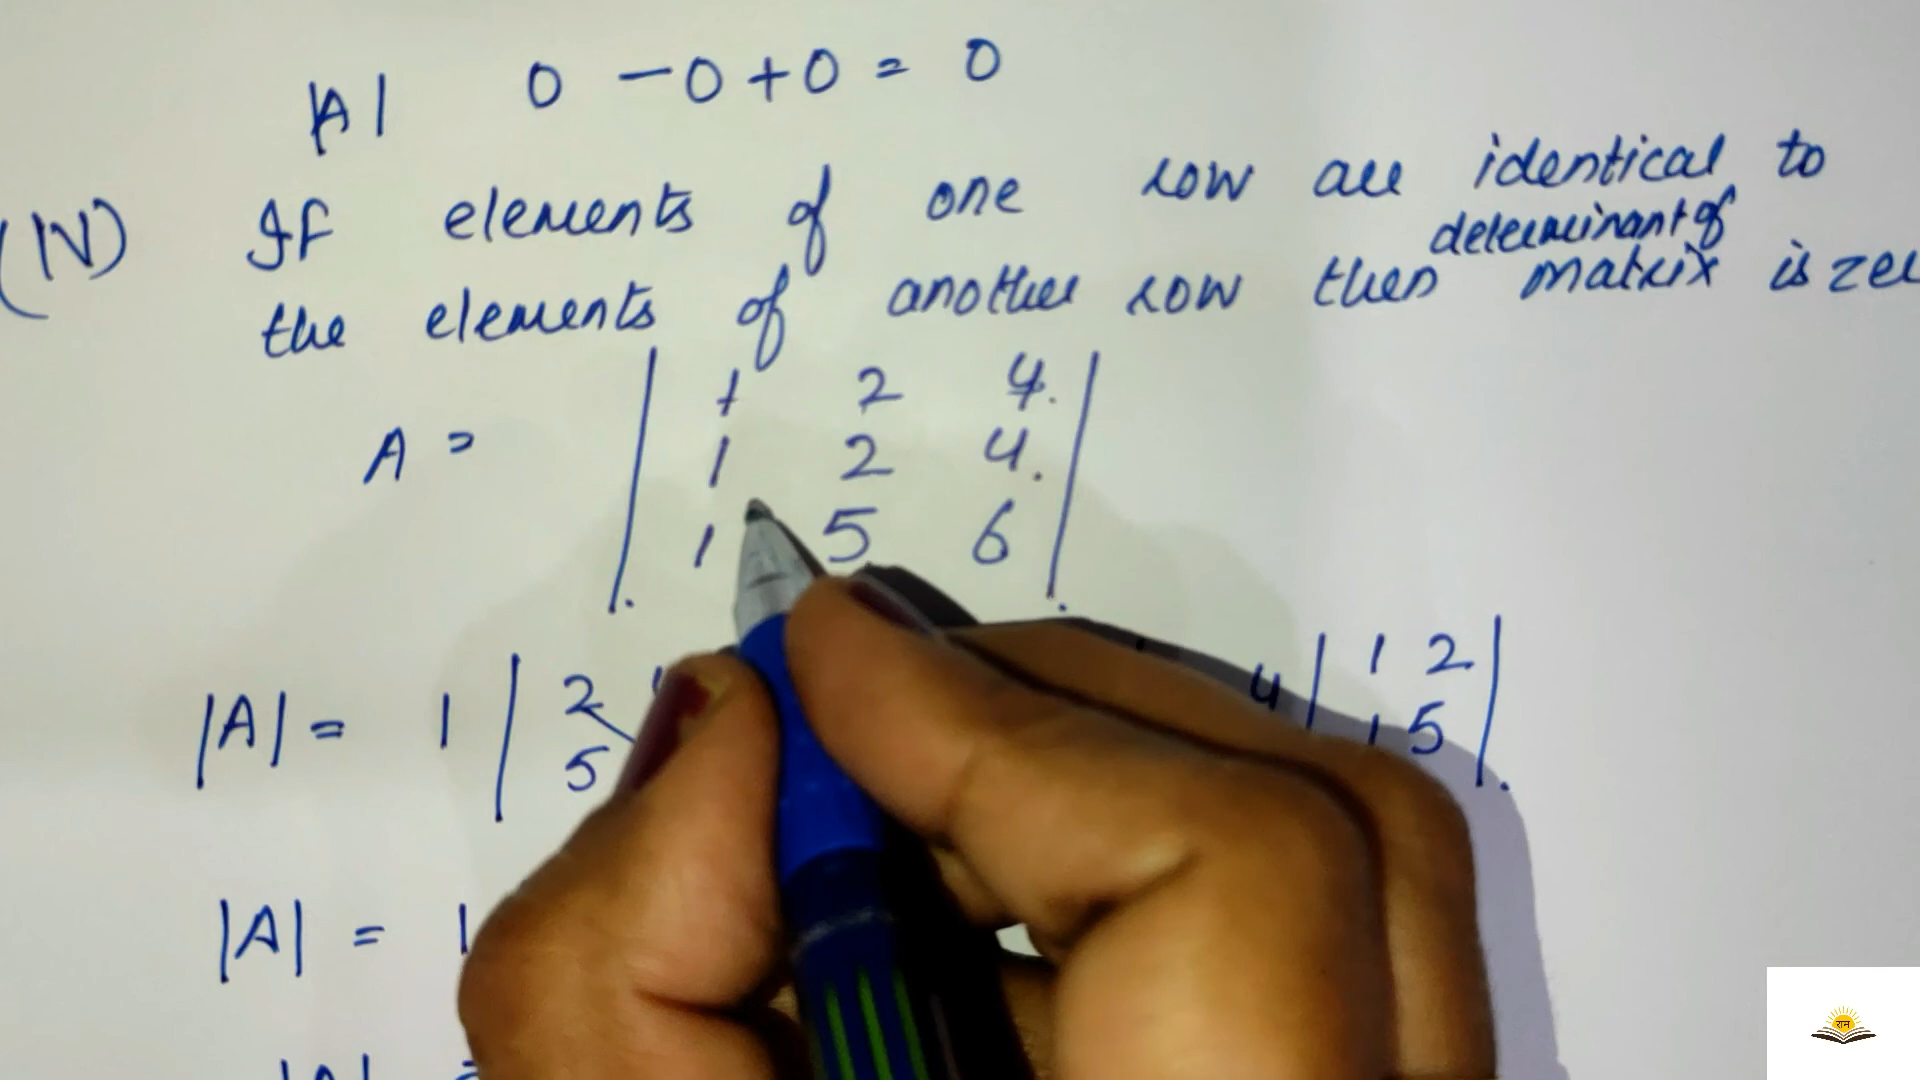 |A| 0 - 0 + 0 = 0
(IV) If elements of one row are identical to
determinant of
the elements of another row then matrix is
A = | 1 2 4. |
1 2 4.
1 5 6
|A| = 1 | 2
5
4 | 1 2 |
1 5
|A| = 1
|A| =
राम